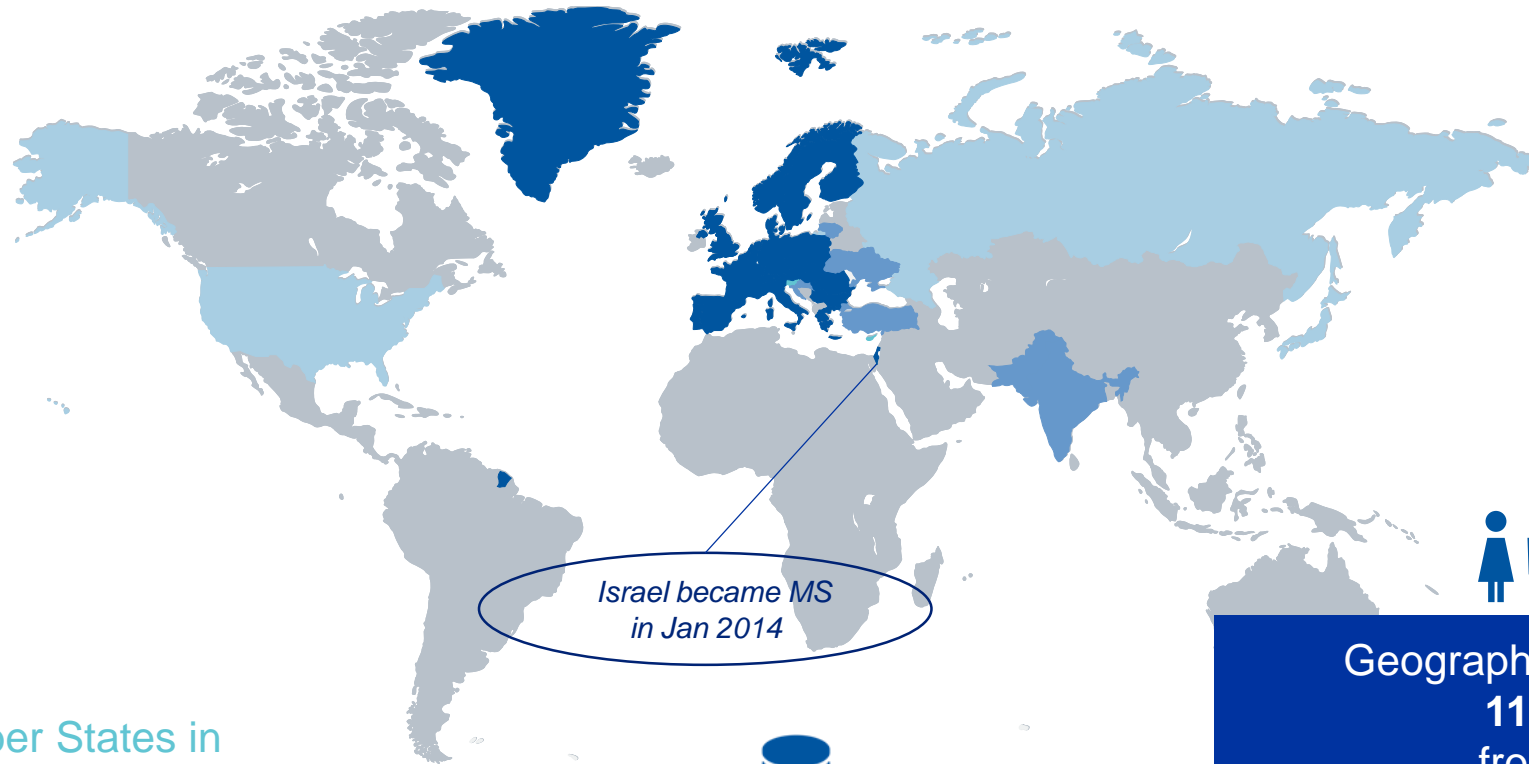 Israel became MS
in Jan 2014
Geograph
11
fro
per States in